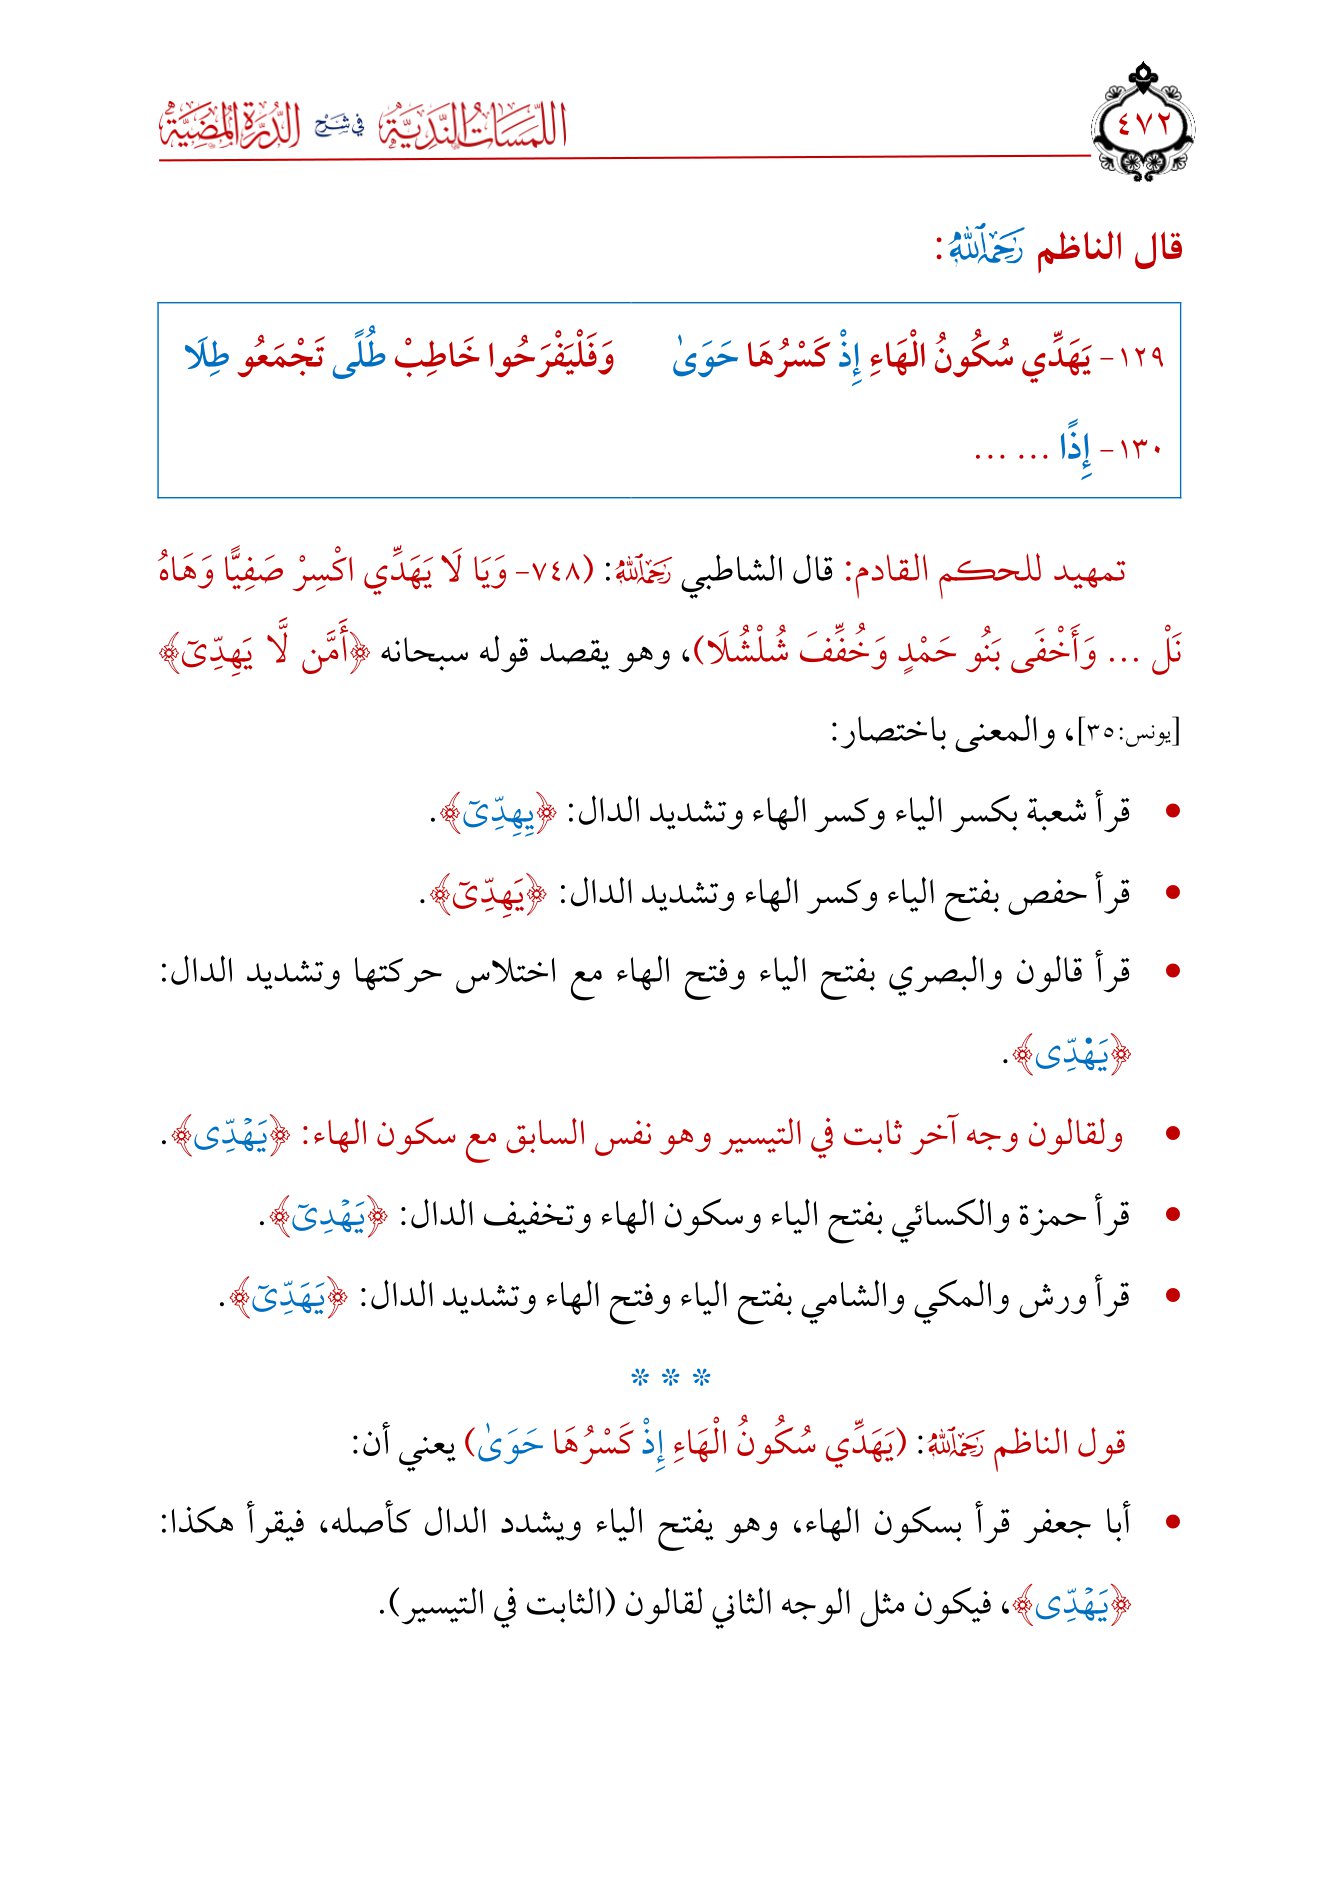 اللمسات الندية في شرح الدرة المضية
٤٧٢
قال الناظم رَحِمَهُ ٱللَّهُ:
١٢٩- يَهَدِّي سُكُونُ الْهَاءِ إِذْ كَسْرُهَا حَوَىٰ وَفَلْيَفْرَحُوا خَاطِبْ طُلًى تَجْمَعُو طِلَا
١٣٠- إِذًا ... ...
تمهيد للحكم القادم: قال الشاطبي رَحِمَهُ ٱللَّهُ: (٧٤٨- وَيَا لَا يَهَدِّي اكْسِرْ صَفِيًّا وَهَاهُ
نَلْ ... وَأَخْفَى بَنُو حَمْدٍ وَخُفِّفَ شُلْشُلَا)، وهو يقصد قوله سبحانه ﴿أَمَّن لَّا يَهِدِّىٓ﴾
[يونس:٣٥]، والمعنى باختصار:
• قرأ شعبة بكسر الياء وكسر الهاء وتشديد الدال: ﴿يِهِدِّىٓ﴾.
• قرأ حفص بفتح الياء وكسر الهاء وتشديد الدال: ﴿يَهِدِّىٓ﴾.
• قرأ قالون والبصري بفتح الياء وفتح الهاء مع اختلاس حركتها وتشديد الدال:
﴿يَه۬دِّى﴾.
• ولقالون وجه آخر ثابت في التيسير وهو نفس السابق مع سكون الهاء: ﴿يَهۡدِّى﴾.
• قرأ حمزة والكسائي بفتح الياء وسكون الهاء وتخفيف الدال: ﴿يَهۡدِىٓ﴾.
• قرأ ورش والمكي والشامي بفتح الياء وفتح الهاء وتشديد الدال: ﴿يَهَدِّىٓ﴾.
* * *
قول الناظم رَحِمَهُ ٱللَّهُ: (يَهَدِّي سُكُونُ الْهَاءِ إِذْ كَسْرُهَا حَوَىٰ) يعني أن:
• أبا جعفر قرأ بسكون الهاء، وهو يفتح الياء ويشدد الدال كأصله، فيقرأ هكذا:
﴿يَهۡدِّى﴾، فيكون مثل الوجه الثاني لقالون (الثابت في التيسير).